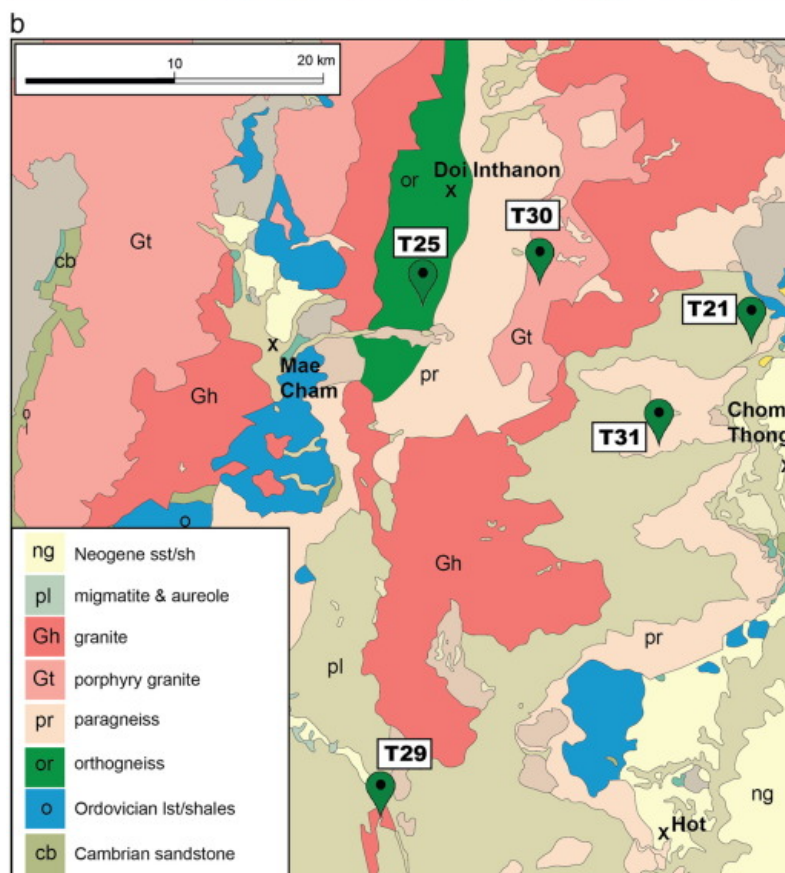 b
10
20 km
Doi Inthanon
x
or
T30
Gt
T25
cb
T21
x
Mae
Cham
Gt
pr
Gh
Chom
Thong
x
T31
o
Gh
pr
pl
T29
ng
x Hot
ng Neogene sst/sh
pl migmatite & aureole
Gh granite
Gt porphyry granite
pr paragneiss
or orthogneiss
o Ordovician lst/shales
cb Cambrian sandstone